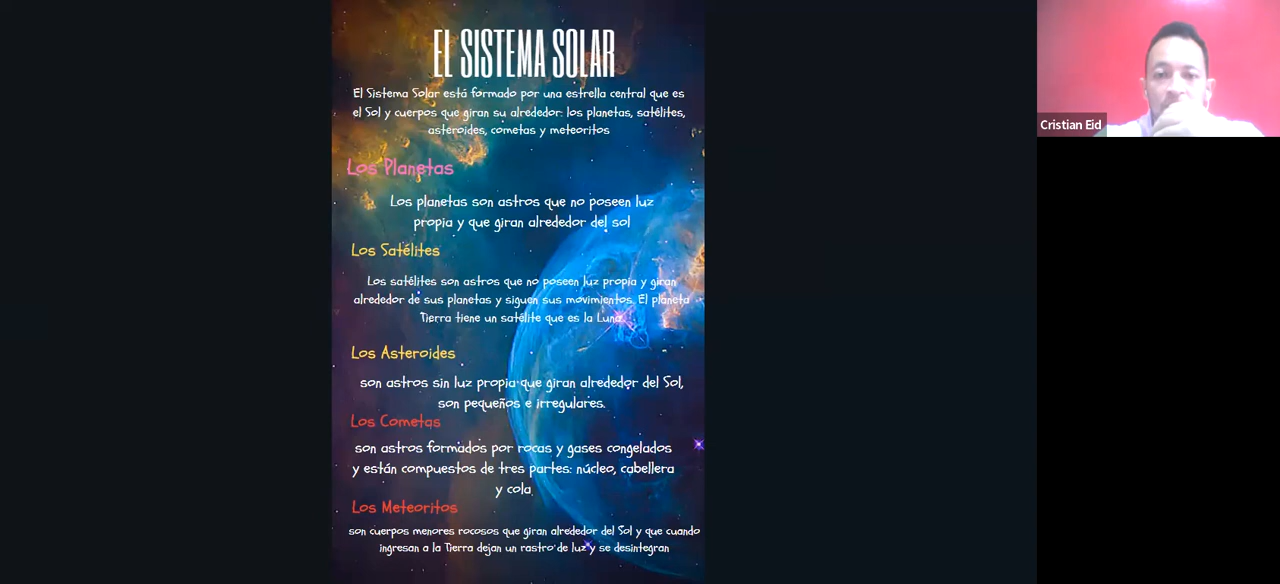 EL SISTEMA SOLAR
El Sistema Solar está formado por una estrella central que es
el Sol y cuerpos que giran su alrededor: los planetas, satélites,
asteroides, cometas y meteoritos
Los Planetas
Los planetas son astros que no poseen luz
propia y que giran alrededor del sol
Los Satélites
Los satélites son astros que no poseen luz propia y giran
alrededor de sus planetas y siguen sus movimientos. El planeta
Tierra tiene un satélite que es la Luna.
Los Asteroides
son astros sin luz propia que giran alrededor del Sol,
son pequeños e irregulares.
Los Cometas
son astros formados por rocas y gases congelados
y están compuestos de tres partes: núcleo, cabellera
y cola.
Los Meteoritos
son cuerpos menores rocosos que giran alrededor del Sol y que cuando
ingresan a la Tierra dejan un rastro de luz y se desintegran
Cristian Eid